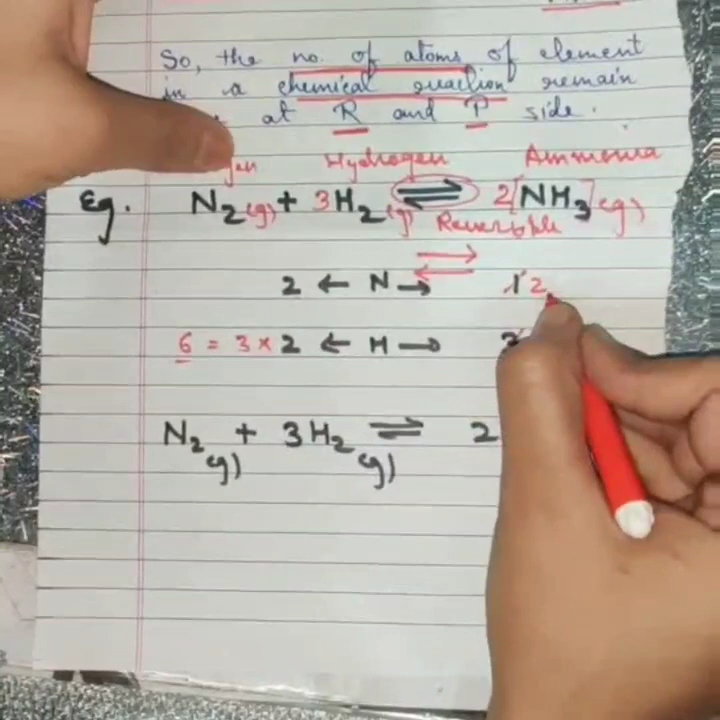 So, the no. of atoms of element
in a chemical reaction remain
at R and P side.
Hydrogen Ammonia
Eg. N₂(g) + 3H₂(g) ⇌ 2[NH₃](g)
Reversible
2 ← N → 1 2
6 = 3 × 2 ← H →
N₂(g) + 3H₂(g) ⇌ 2